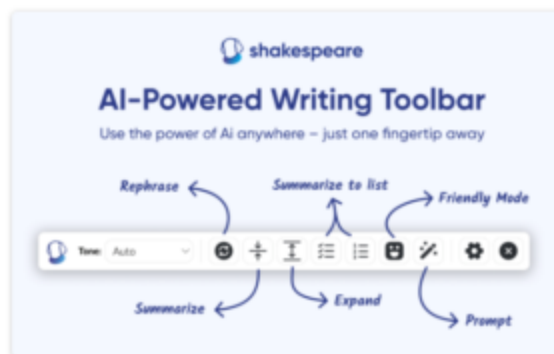 shakespeare
AI-Powered Writing Toolbar
Use the power of Ai anywhere – just one fingertip away
Rephrase
Summarize to list
Friendly Mode
Tone: Auto
Summarize
Expand
Prompt